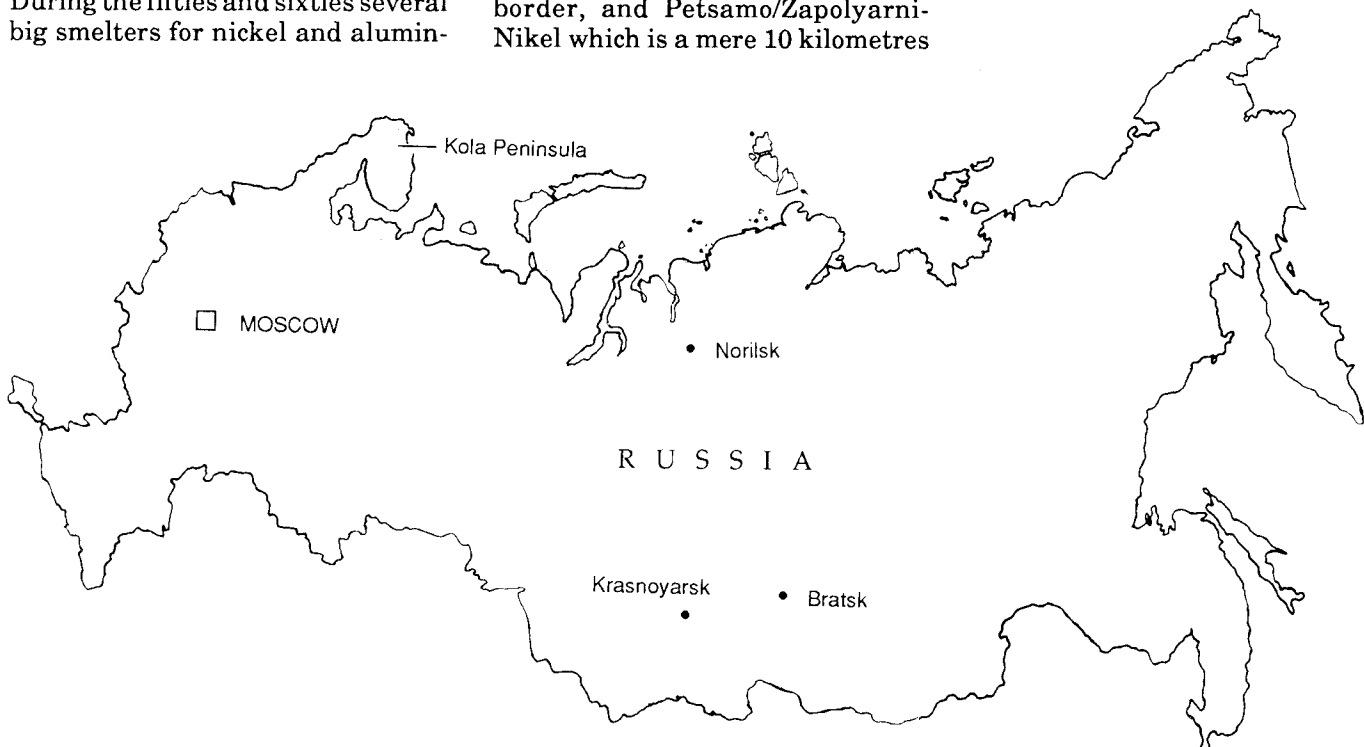 During the fifties and sixties several
big smelters for nickel and alumin-
border, and Petsamo/Zapolyarni-
Nikel which is a mere 10 kilometres
Kola Peninsula
MOSCOW
Norilsk
RUSSIA
Krasnoyarsk
Bratsk